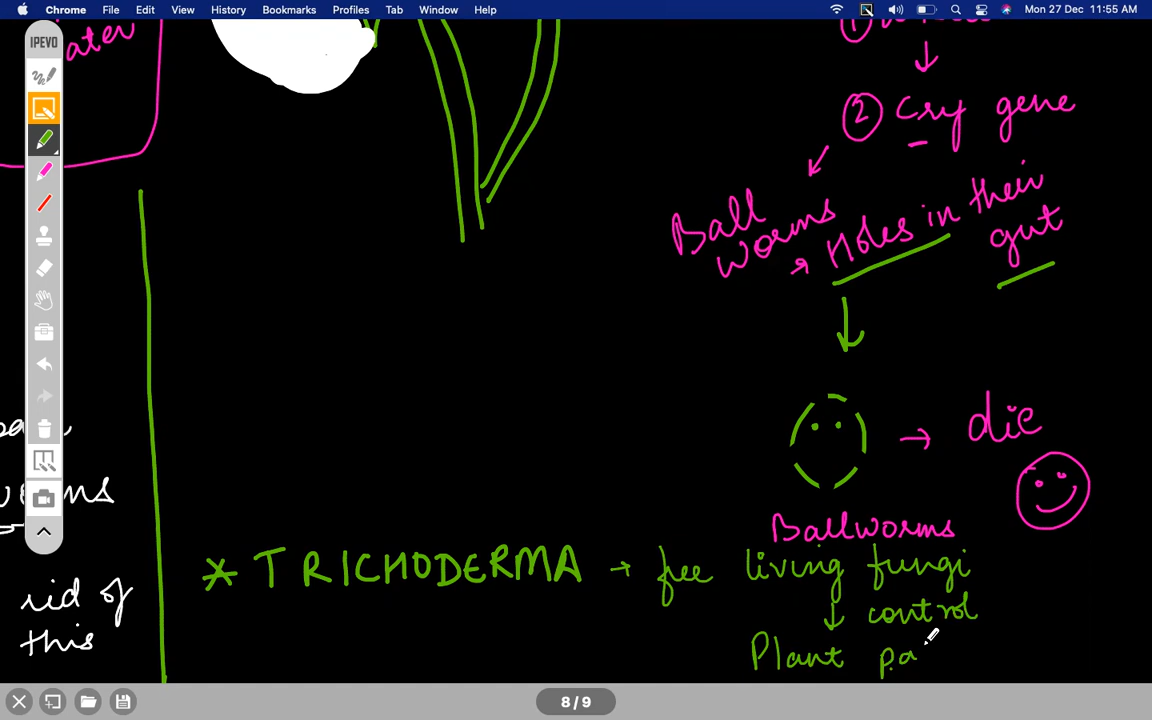 Chrome File Edit View History Bookmarks Profiles Tab Window Help Mon 27 Dec 11:55 AM
IPEVO
ater
① 
↓
② Cry gene
Ball worms → Holes in their gut
→ die
Ballworms
worms
* TRICHODERMA → free living fungi
rid of this
↓ control
Plant pa
8 / 9